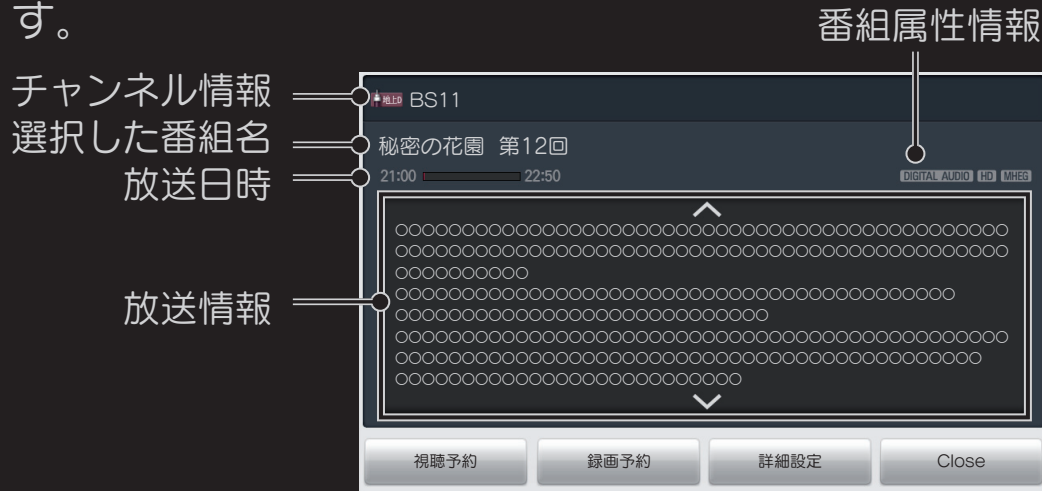 す。
番組属性情報
チャンネル情報
地上D BS11
選択した番組名
秘密の花園 第12回
放送日時
21:00 22:50
DIGITAL AUDIO HD MHEG
放送情報
○○○○○○○○○○○○○○○○○○○○○○○○○○○○○○○○○○○○○○○○○○○○○○
○○○○○○○○○○○○○○○○○○○○○○○○○○○○○○○○○○○○○○○○○○○○○○
○○○○○○○○○○
○○○○○○○○○○○○○○○○○○○○○○○○○○○○○○○○○○○○○○○○○○
○○○○○○○○○○○○○○○○○○○○○○○○○○○○
○○○○○○○○○○○○○○○○○○○○○○○○○○○○○○○○○○○○○○○○○○○○○○
○○○○○○○○○○○○○○○○○○○○○○○○○○○○○○○○○○○○○○○○○○○○
○○○○○○○○○○○○○○○○○○○○○○○○○○
視聴予約
録画予約
詳細設定
Close